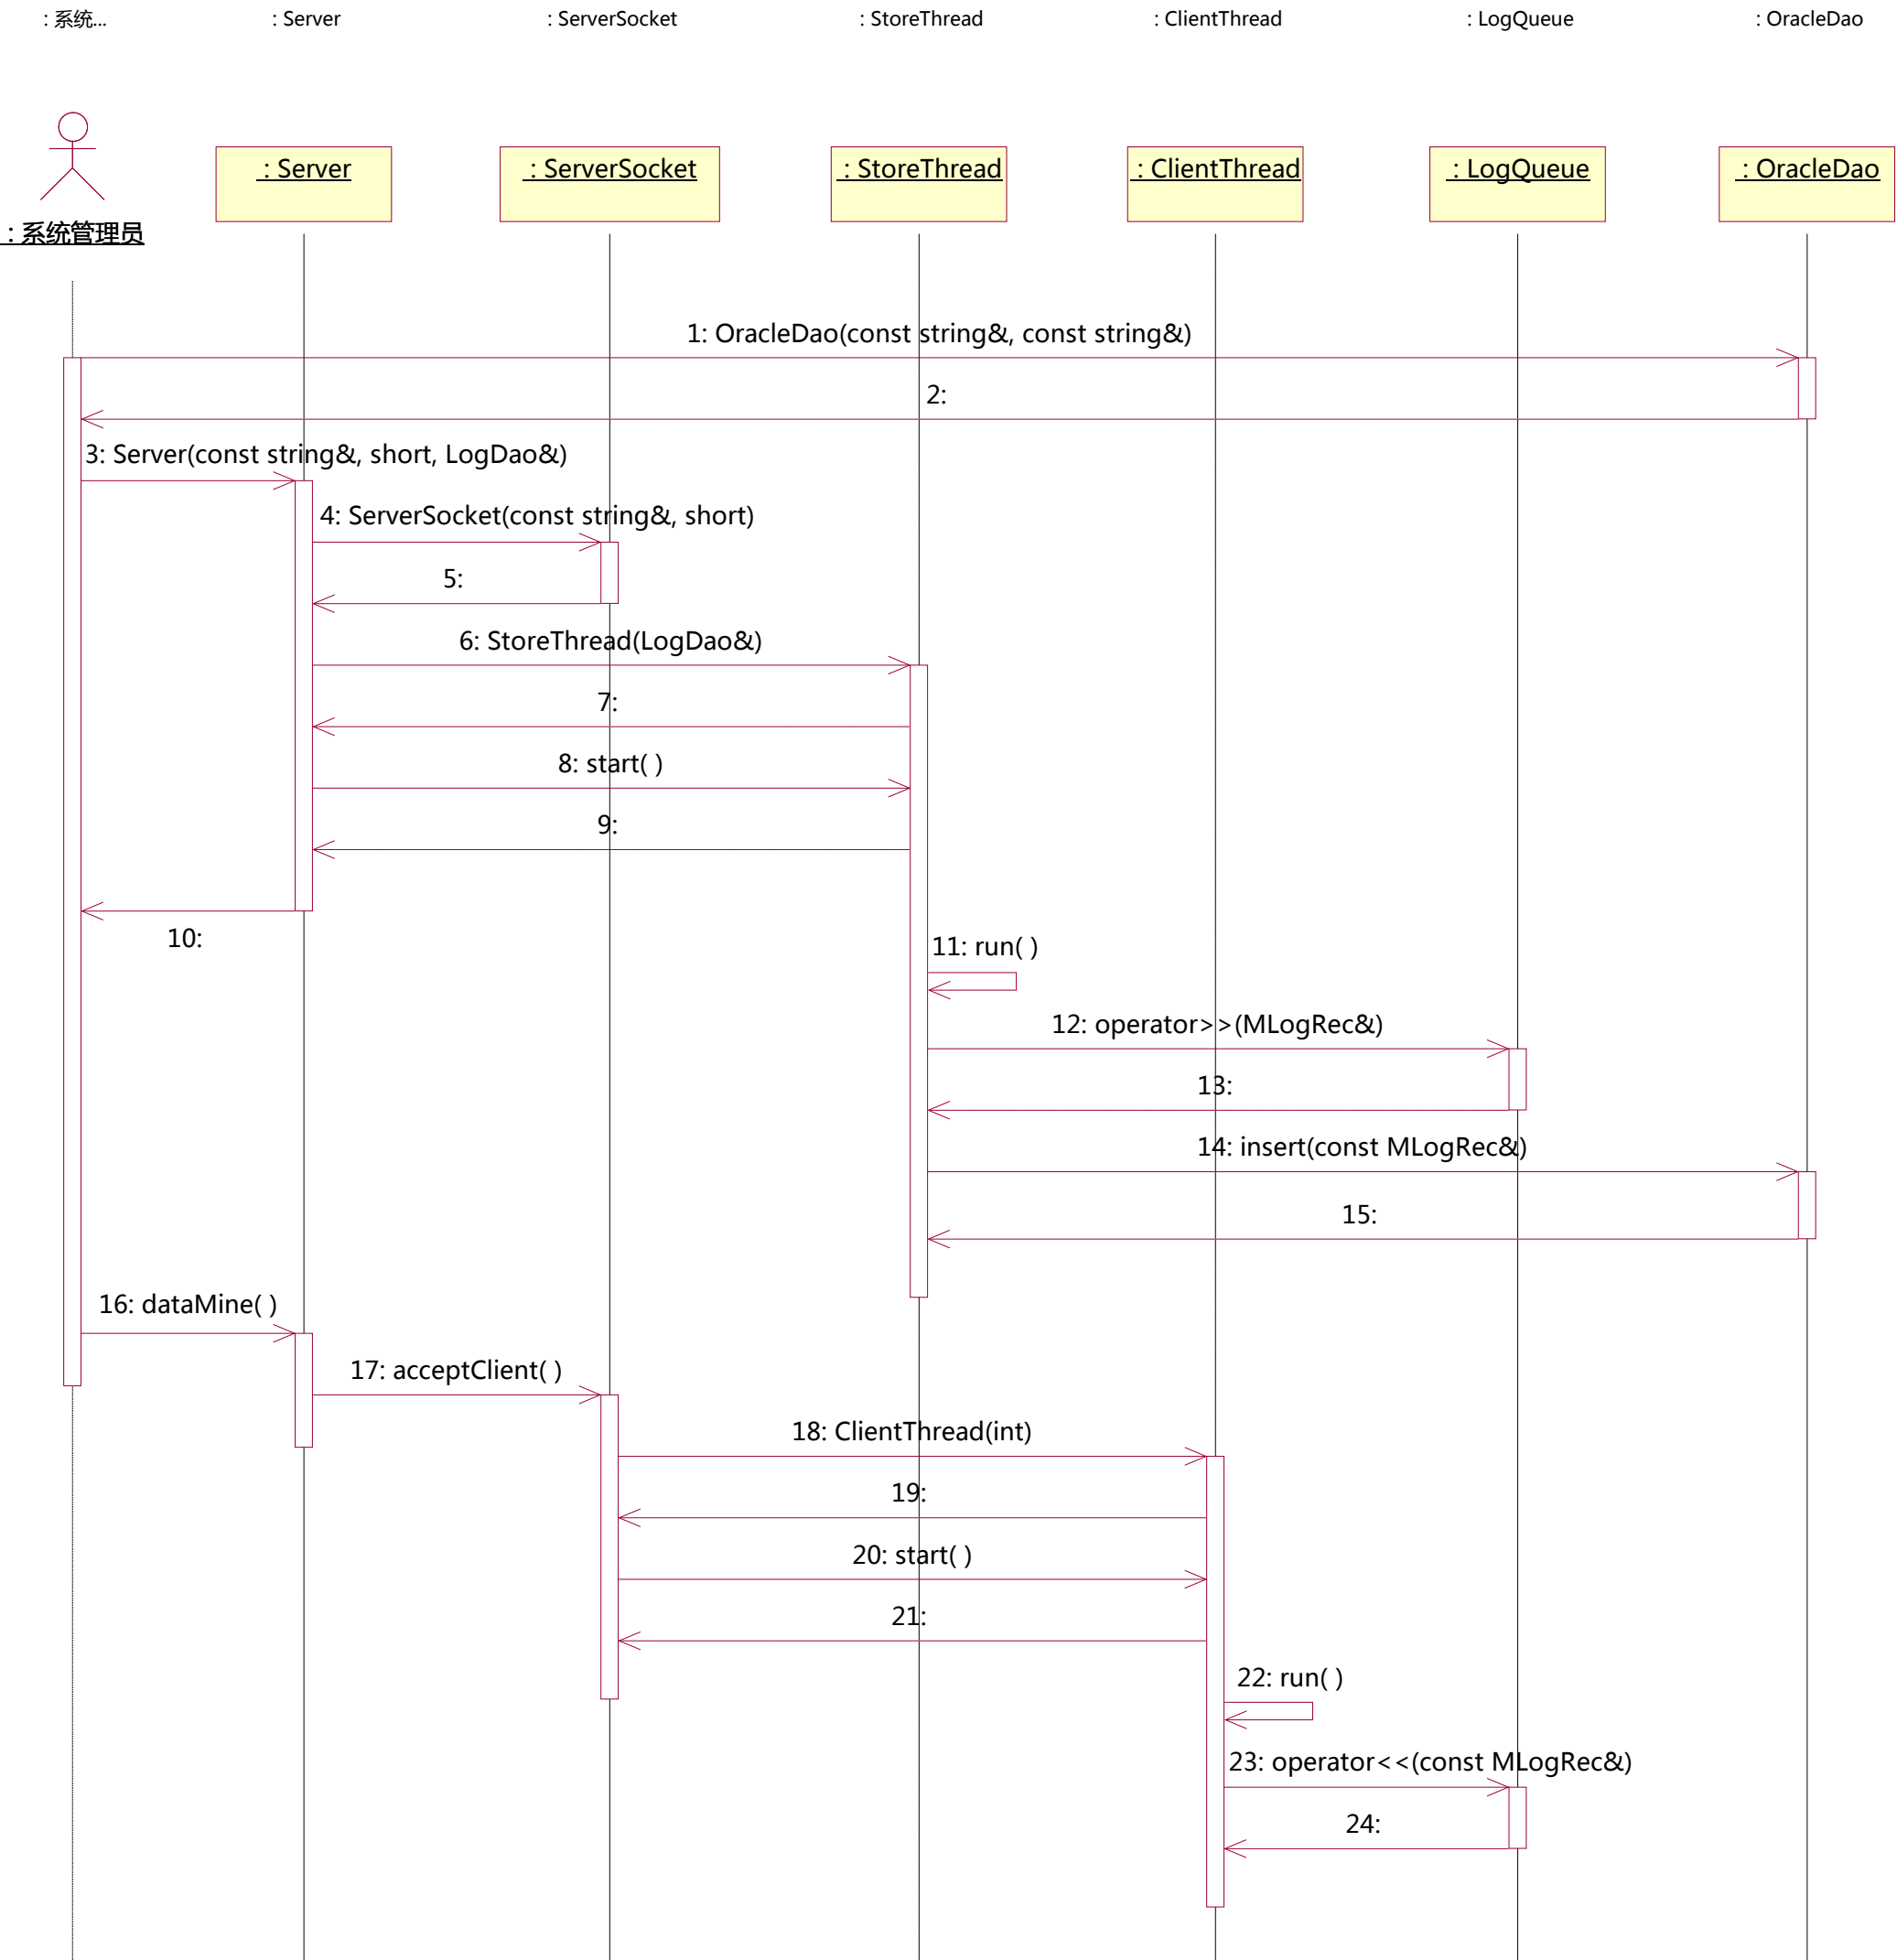 : 系统...
: Server
: ServerSocket
: StoreThread
: ClientThread
: LogQueue
: OracleDao
: Server
: ServerSocket
: StoreThread
: ClientThread
: LogQueue
: OracleDao
: 系统管理员
1: OracleDao(const string&, const string&)
2:
3: Server(const string&, short, LogDao&)
4: ServerSocket(const string&, short)
5:
6: StoreThread(LogDao&)
7:
8: start( )
9:
10:
11: run( )
12: operator>>(MLogRec&)
13:
14: insert(const MLogRec&)
15:
16: dataMine( )
17: acceptClient( )
18: ClientThread(int)
19:
20: start( )
21:
22: run( )
23: operator<<(const MLogRec&)
24: